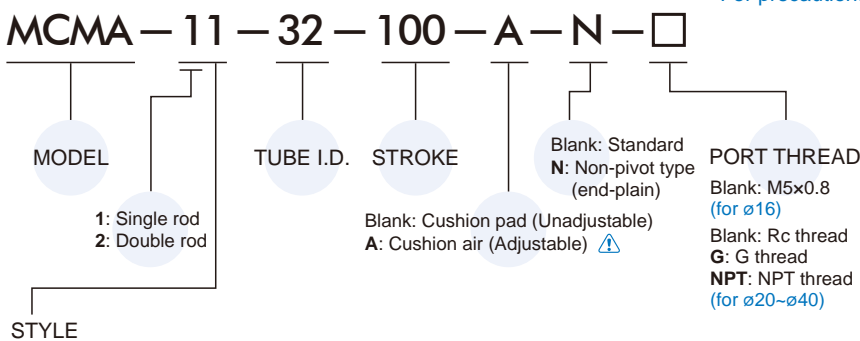 For precaution
MCMA – 11 – 32 – 100 – A – N – □
MODEL
1: Single rod
2: Double rod
STYLE
TUBE I.D.
STROKE
Blank: Cushion pad (Unadjustable)
A: Cushion air (Adjustable) ⚠
Blank: Standard
N: Non-pivot type
(end-plain)
PORT THREAD
Blank: M5×0.8
(for ø16)
Blank: Rc thread
G: G thread
NPT: NPT thread
(for ø20~ø40)